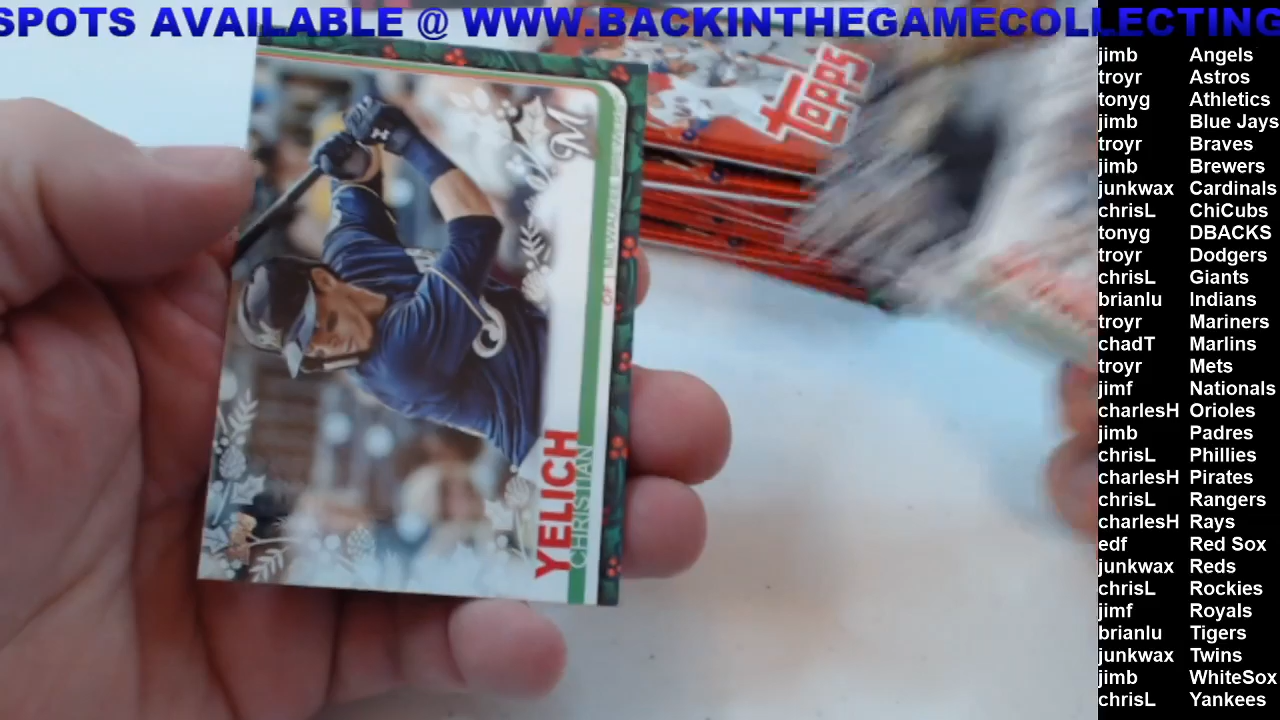 SPOTS AVAILABLE @ WWW.BACKINTHEGAMECOLLECTING
TOPPS
M
OF | MILWAUKEE
YELICH
CHRISTIAN
jimb Angels
troyr Astros
tonyg Athletics
jimb Blue Jays
troyr Braves
jimb Brewers
junkwax Cardinals
chrisL ChiCubs
tonyg DBACKS
troyr Dodgers
chrisL Giants
brianlu Indians
troyr Mariners
chadT Marlins
troyr Mets
jimf Nationals
charlesH Orioles
jimb Padres
chrisL Phillies
charlesH Pirates
chrisL Rangers
charlesH Rays
edf Red Sox
junkwax Reds
chrisL Rockies
jimf Royals
brianlu Tigers
junkwax Twins
jimb WhiteSox
chrisL Yankees